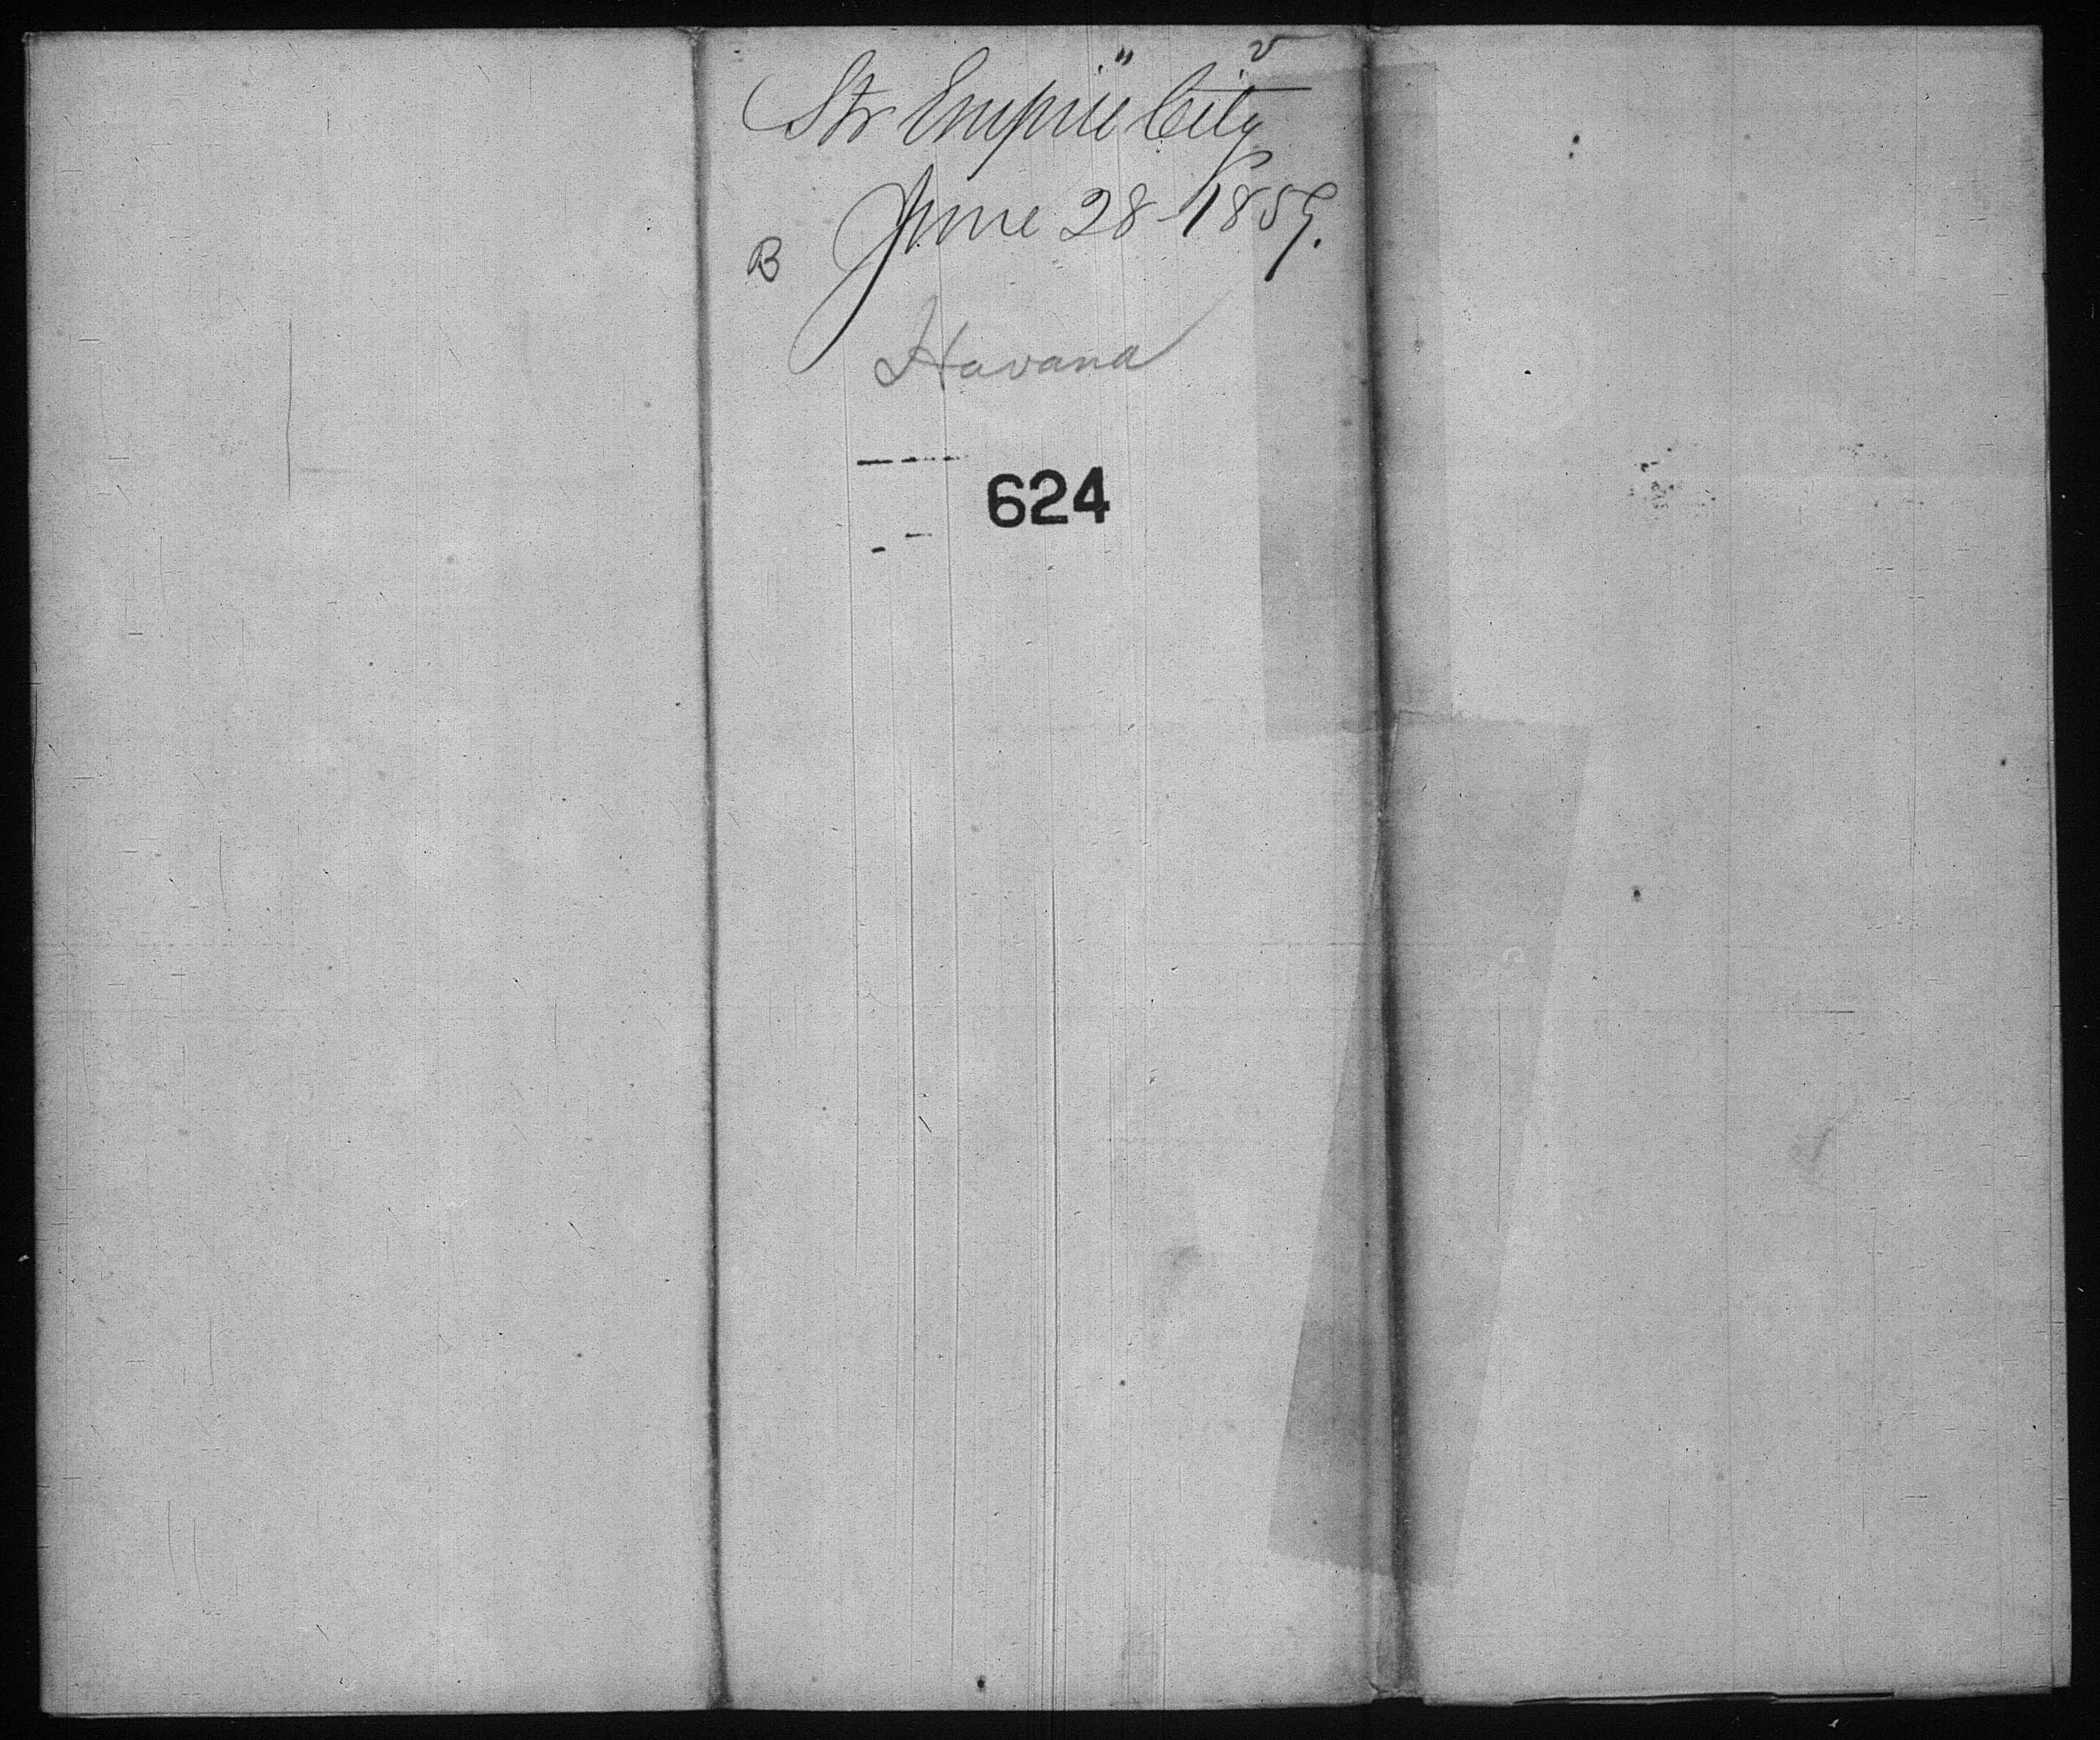 Str Empire City
June 28 1859.
B
Havana
624